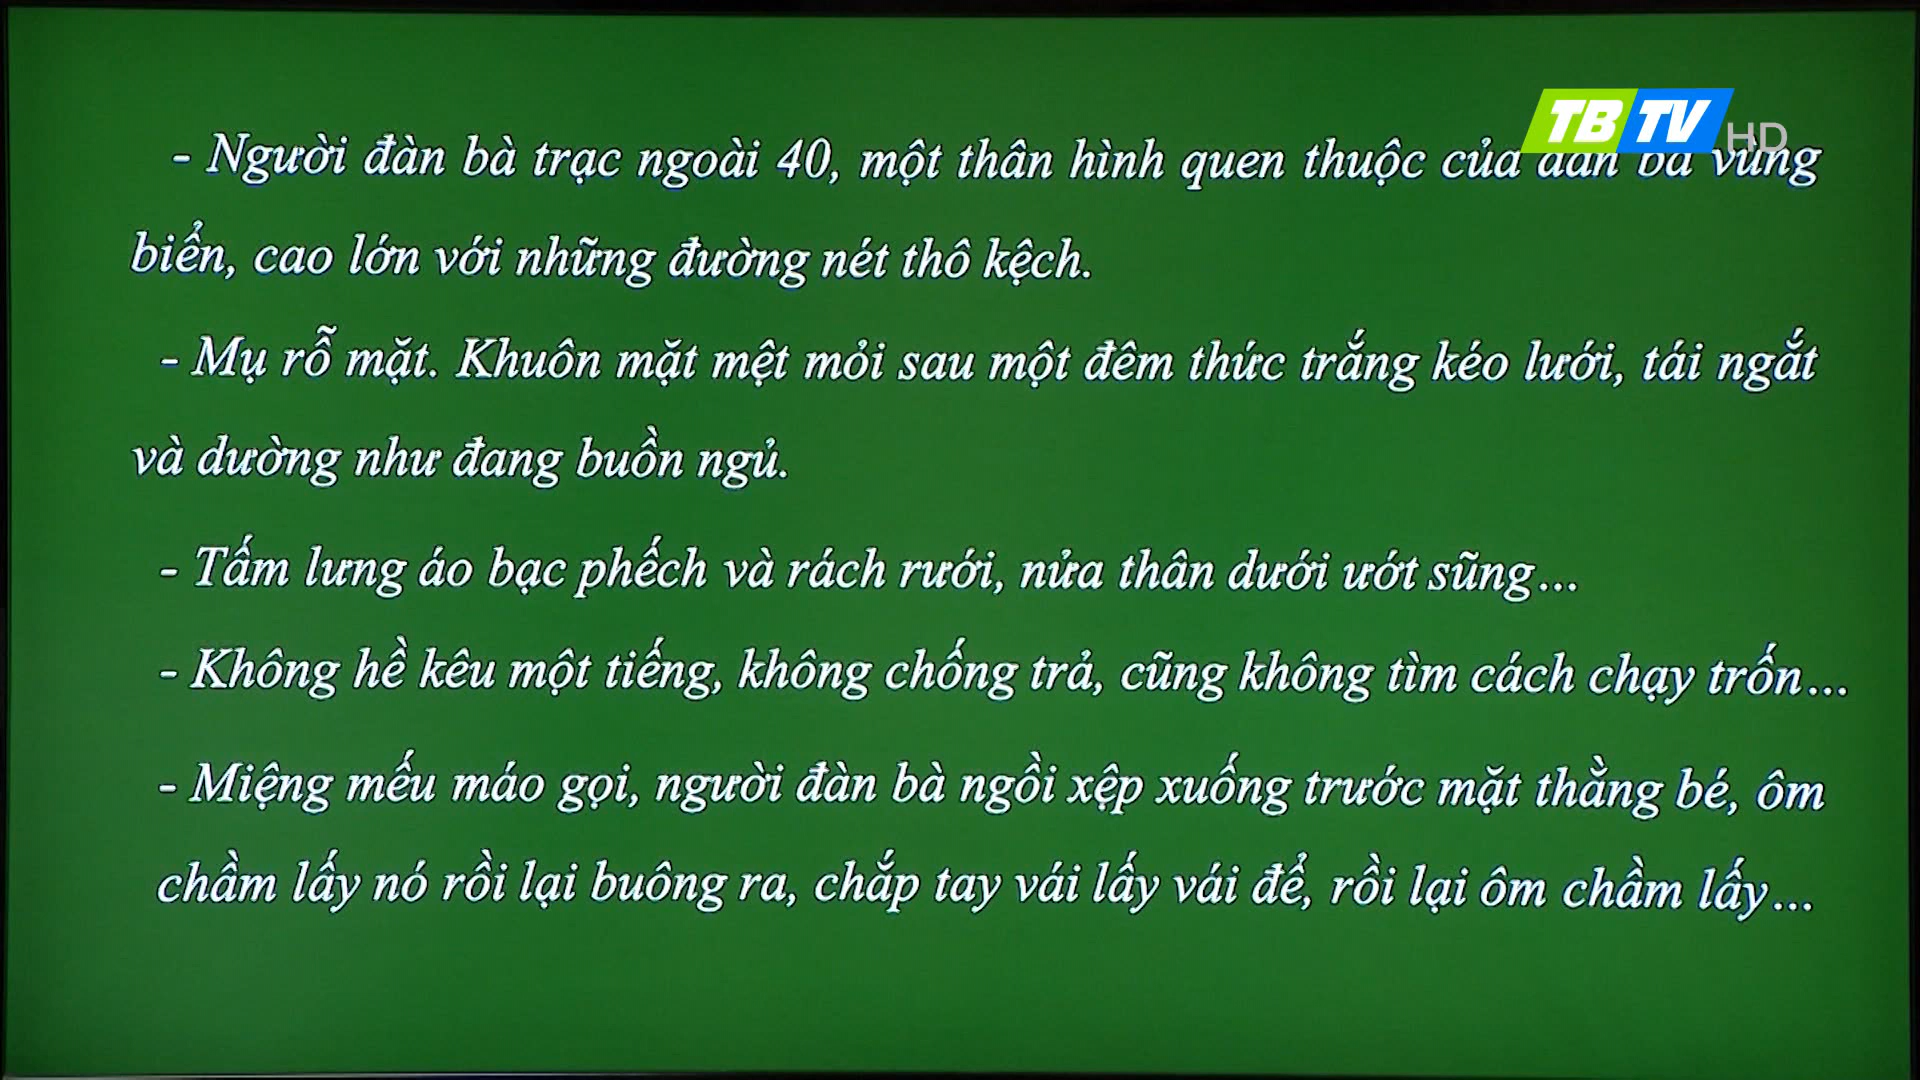 TBTV HD
- Người đàn bà trạc ngoài 40, một thân hình quen thuộc của đàn bà vùng
biển, cao lớn với những đường nét thô kệch.
- Mụ rỗ mặt. Khuôn mặt mệt mỏi sau một đêm thức trắng kéo lưới, tái ngắt
và dường như đang buồn ngủ.
- Tấm lưng áo bạc phếch và rách rưới, nửa thân dưới ướt sũng...
- Không hề kêu một tiếng, không chống trả, cũng không tìm cách chạy trốn...
- Miệng mếu máo gọi, người đàn bà ngồi xệp xuống trước mặt thằng bé, ôm
chầm lấy nó rồi lại buông ra, chắp tay vái lấy vái để, rồi lại ôm chầm lấy...